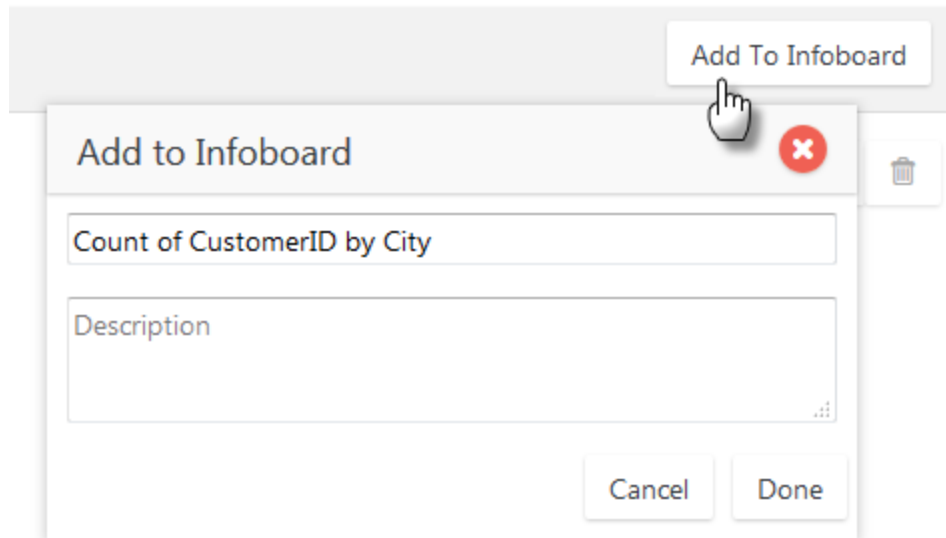 Add To Infoboard
Add to Infoboard
Count of CustomerID by City
Description
Cancel
Done